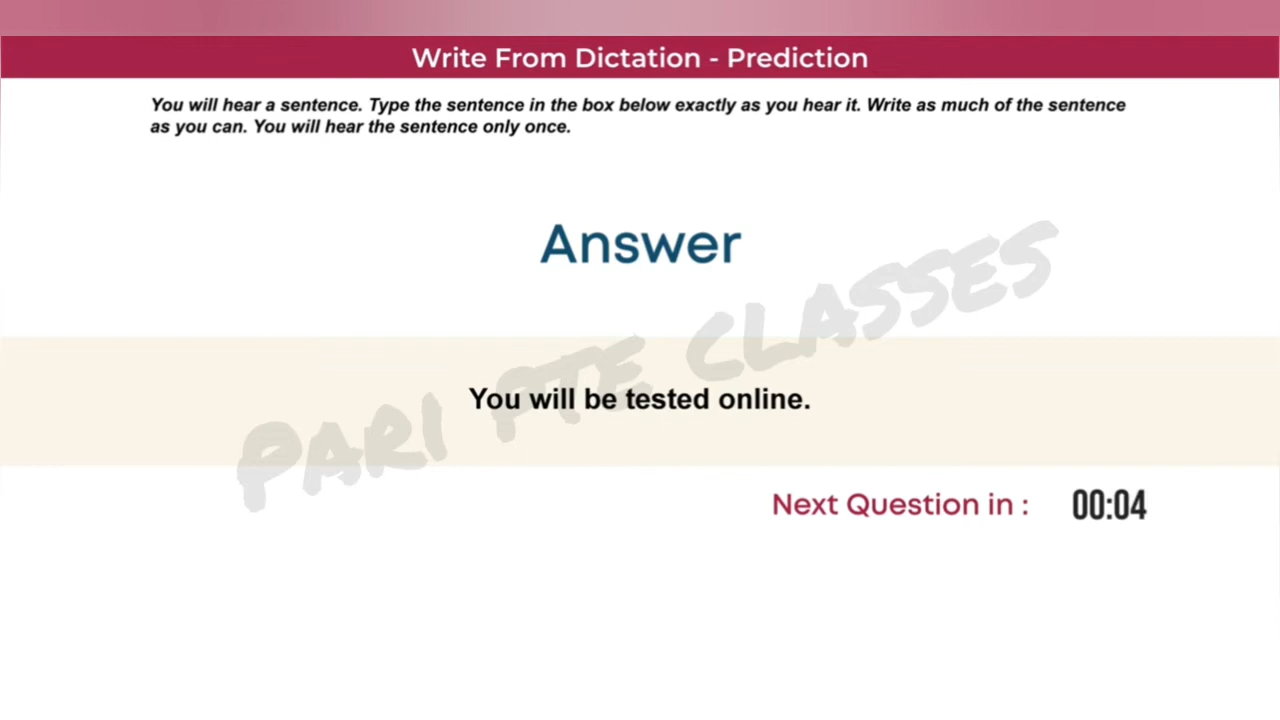 Write From Dictation - Prediction
You will hear a sentence. Type the sentence in the box below exactly as you hear it. Write as much of the sentence
as you can. You will hear the sentence only once.
Answer
PARI PTE CLASSES
You will be tested online.
Next Question in : 00:04